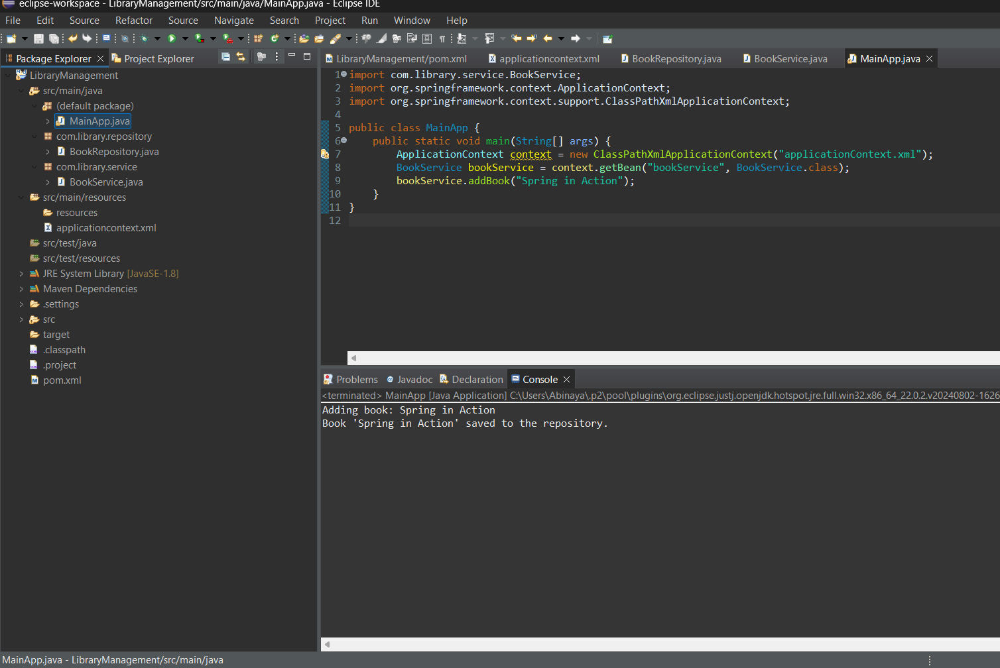 eclipse-workspace - LibraryManagement/src/main/java/MainApp.java - Eclipse IDE
File Edit Source Refactor Source Navigate Search Project Run Window Help
Package Explorer Project Explorer
LibraryManagement
src/main/java
(default package)
MainApp.java
com.library.repository
BookRepository.java
com.library.service
BookService.java
src/main/resources
resources
applicationcontext.xml
src/test/java
src/test/resources
JRE System Library [JavaSE-1.8]
Maven Dependencies
.settings
src
target
.classpath
.project
pom.xml
LibraryManagement/pom.xml applicationcontext.xml BookRepository.java BookService.java MainApp.java
1 import com.library.service.BookService;
2 import org.springframework.context.ApplicationContext;
3 import org.springframework.context.support.ClassPathXmlApplicationContext;
4
5 public class MainApp {
6 public static void main(String[] args) {
7 ApplicationContext context = new ClassPathXmlApplicationContext("applicationContext.xml");
8 BookService bookService = context.getBean("bookService", BookService.class);
9 bookService.addBook("Spring in Action");
10 }
11 }
12
Problems Javadoc Declaration Console
<terminated> MainApp [Java Application] C:\Users\Abinaya\.p2\pool\plugins\org.eclipse.justj.openjdk.hotspot.jre.full.win32.x86_64_22.0.2.v20240802-1626
Adding book: Spring in Action
Book 'Spring in Action' saved to the repository.
MainApp.java - LibraryManagement/src/main/java